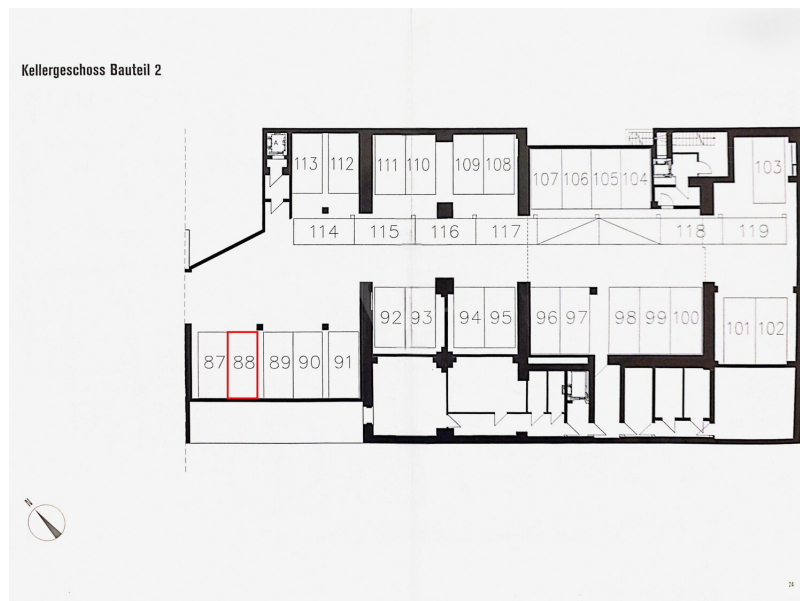 Kellergeschoss Bauteil 2
A
113 112 111 110 109 108 107 106 105 104 103
114 115 116 117 118 119
92 93 94 95 96 97 98 99 100 101 102
87 88 89 90 91
N
24